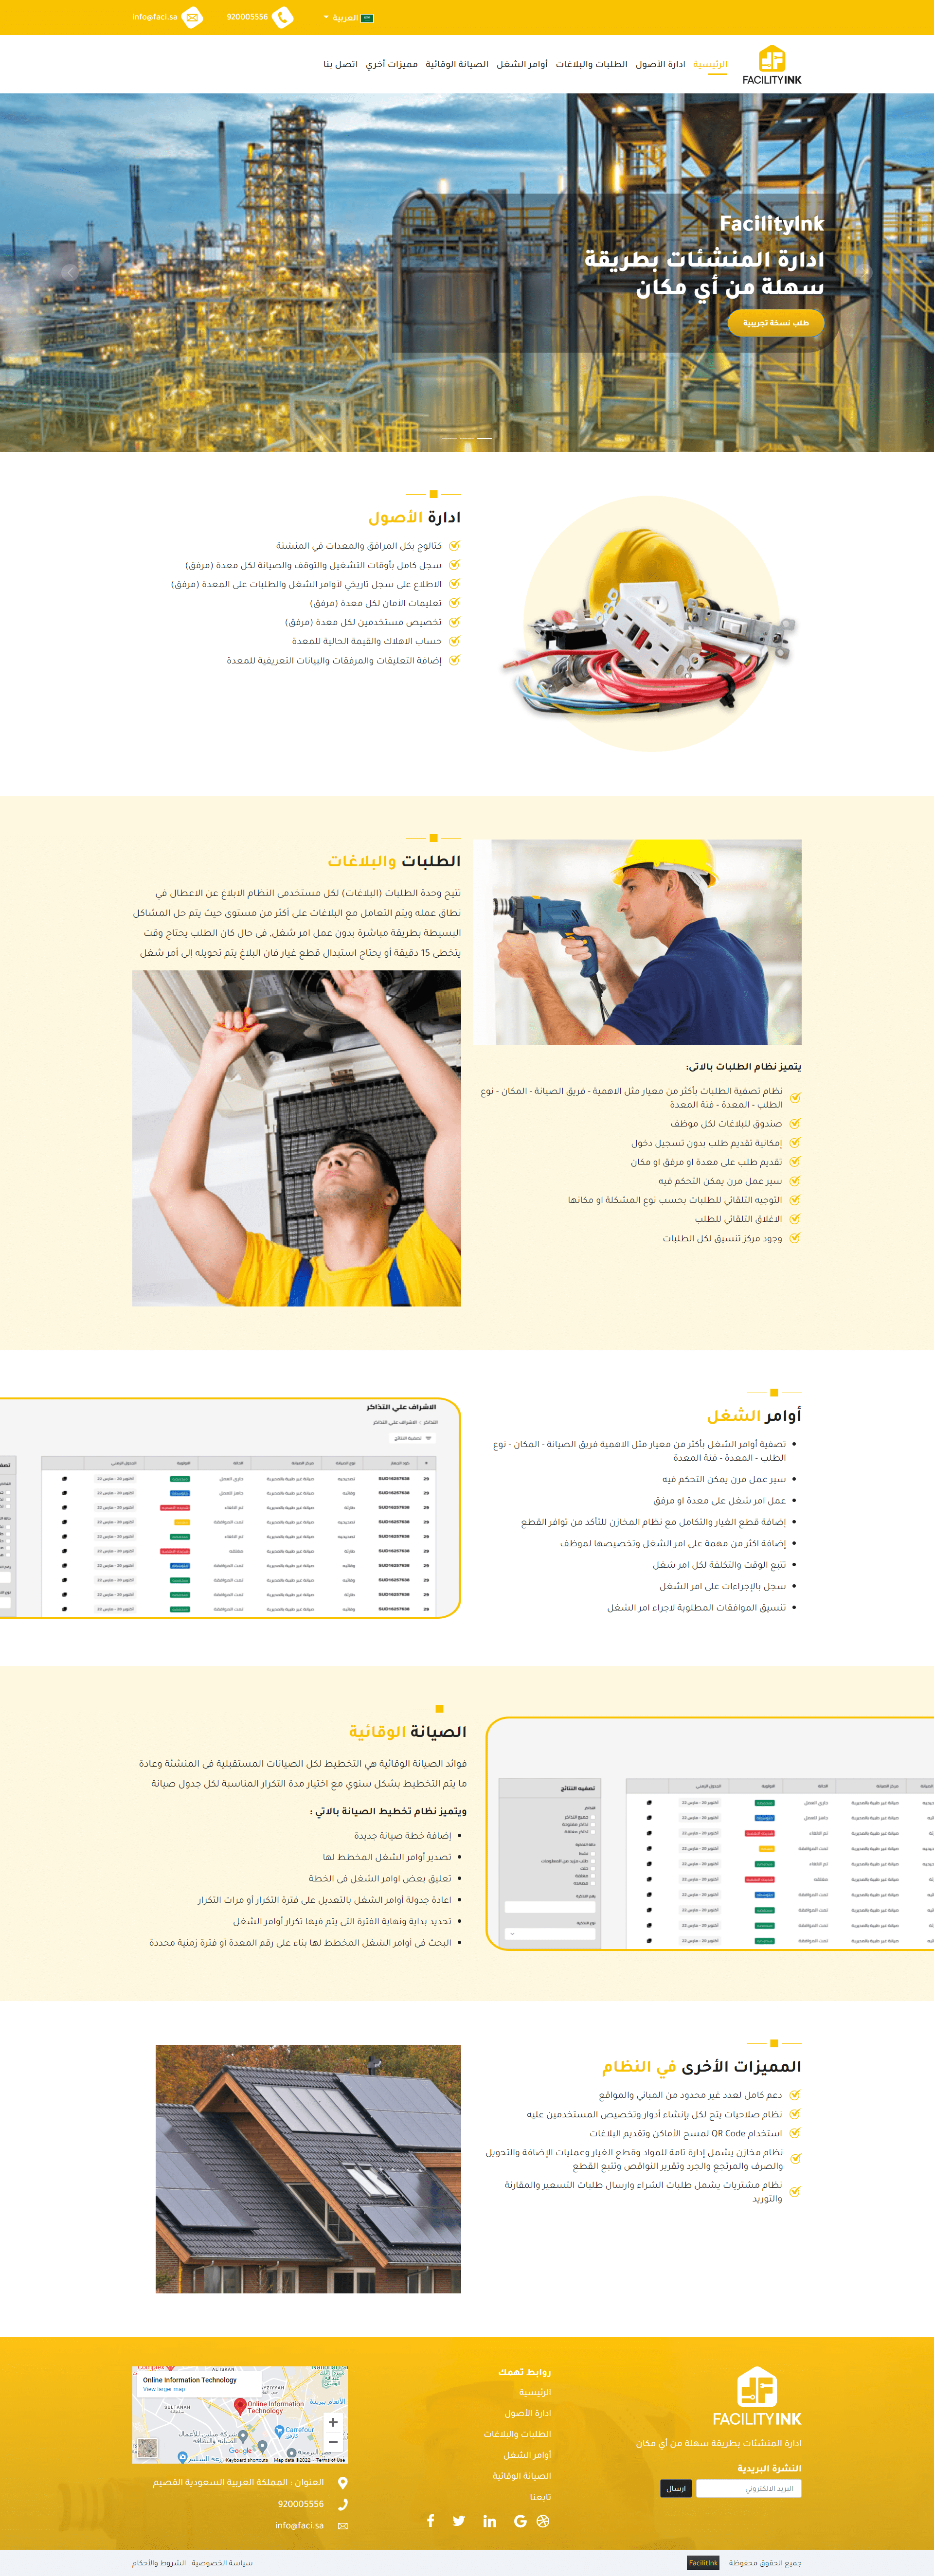 العربية
920005556
info@faci.sa
FACILITYINK
الرئيسية
ادارة الأصول
الطلبات والبلاغات
أوامر الشغل
الصيانة الوقائية
مميزات أخري
اتصل بنا
FacilityInk
ادارة المنشئات بطريقة
سهلة من أي مكان
طلب نسخة تجريبية
ادارة الأصول
كتالوج بكل المرافق والمعدات في المنشئة
سجل كامل بأوقات التشغيل والتوقف والصيانة لكل معدة (مرفق)
الاطلاع على سجل تاريخي لأوامر الشغل والطلبات على المعدة (مرفق)
تعليمات الأمان لكل معدة (مرفق)
تخصيص مستخدمين لكل معدة (مرفق)
حساب الاهلاك والقيمة الحالية للمعدة
إضافة التعليقات والمرفقات والبيانات التعريفية للمعدة
الطلبات والبلاغات
تتيح وحدة الطلبات (البلاغات) لكل مستخدمى النظام الابلاغ عن الاعطال في
نطاق عمله ويتم التعامل مع البلاغات على أكثر من مستوى حيث يتم حل المشاكل
البسيطة بطريقة مباشرة بدون عمل امر شغل. فى حال كان الطلب يحتاج وقت
يتخطى 15 دقيقة أو يحتاج استبدال قطع غيار فان البلاغ يتم تحويله إلى أمر شغل
يتميز نظام الطلبات بالاتى:
نظام تصفية الطلبات بأكثر من معيار مثل الاهمية - فريق الصيانة - المكان - نوع
الطلب - المعدة - فئة المعدة
صندوق للبلاغات لكل موظف
إمكانية تقديم طلب بدون تسجيل دخول
تقديم طلب على معدة او مرفق او مكان
سير عمل مرن يمكن التحكم فيه
التوجيه التلقائي للطلبات بحسب نوع المشكلة او مكانها
الاغلاق التلقائي للطلب
وجود مركز تنسيق لكل الطلبات
أوامر الشغل
تصفية أوامر الشغل بأكثر من معيار مثل الاهمية فريق الصيانة - المكان - نوع
الطلب - المعدة - فئة المعدة
سير عمل مرن يمكن التحكم فيه
عمل امر شغل على معدة او مرفق
إضافة قطع الغيار والتكامل مع نظام المخازن للتأكد من توافر القطع
إضافة اكثر من مهمة على امر الشغل وتخصيصها لموظف
تتبع الوقت والتكلفة لكل امر شغل
سجل بالإجراءات على امر الشغل
تنسيق الموافقات المطلوبة لاجراء امر الشغل
الاشراف علي التذاكر
التذاكر : الاشراف علي التذاكر
تصفية النتائج
الصيانة الوقائية
فوائد الصيانة الوقائية هي التخطيط لكل الصيانات المستقبلية فى المنشئة وعادة
ما يتم التخطيط بشكل سنوي مع اختيار مدة التكرار المناسبة لكل جدول صيانة
ويتميز نظام تخطيط الصيانة بالاتي :
إضافة خطة صيانة جديدة
تصدير أوامر الشغل المخطط لها
تعليق بعض اوامر الشغل فى الخطة
اعادة جدولة أوامر الشغل بالتعديل على فترة التكرار أو مرات التكرار
تحديد بداية ونهاية الفترة التى يتم فيها تكرار أوامر الشغل
البحث فى أوامر الشغل المخطط لها بناء على رقم المعدة أو فترة زمنية محددة
تصفيه النتائج
المميزات الأخرى في النظام
دعم كامل لعدد غير محدود من المباني والمواقع
نظام صلاحيات يتح لكل بإنشاء أدوار وتخصيص المستخدمين عليه
استخدام QR Code لمسح الأماكن وتقديم البلاغات
نظام مخازن يشمل إدارة تامة للمواد وقطع الغيار وعمليات الإضافة والتحويل
والصرف والمرتجع والجرد وتقرير النواقص وتتبع القطع
نظام مشتريات يشمل طلبات الشراء وارسال طلبات التسعير والمقارنة
والتوريد
FACILITYINK
ادارة المنشئات بطريقة سهلة من أي مكان
النشرة البريدية
البريد الالكتروني
ارسال
روابط تهمك
الرئيسية
ادارة الأصول
الطلبات والبلاغات
أوامر الشغل
الصيانة الوقائية
تابعنا
Online Information Technology
View larger map
Online Information
Technology
Carrefour
كارفور
SULTANAH
Google
Keyboard shortcuts
Map data ©2022
Terms of Use
العنوان : المملكة العربية السعودية القصيم
920005556
info@faci.sa
جميع الحقوق محفوظة
FacilitInk
سياسة الخصوصية
الشروط والأحكام